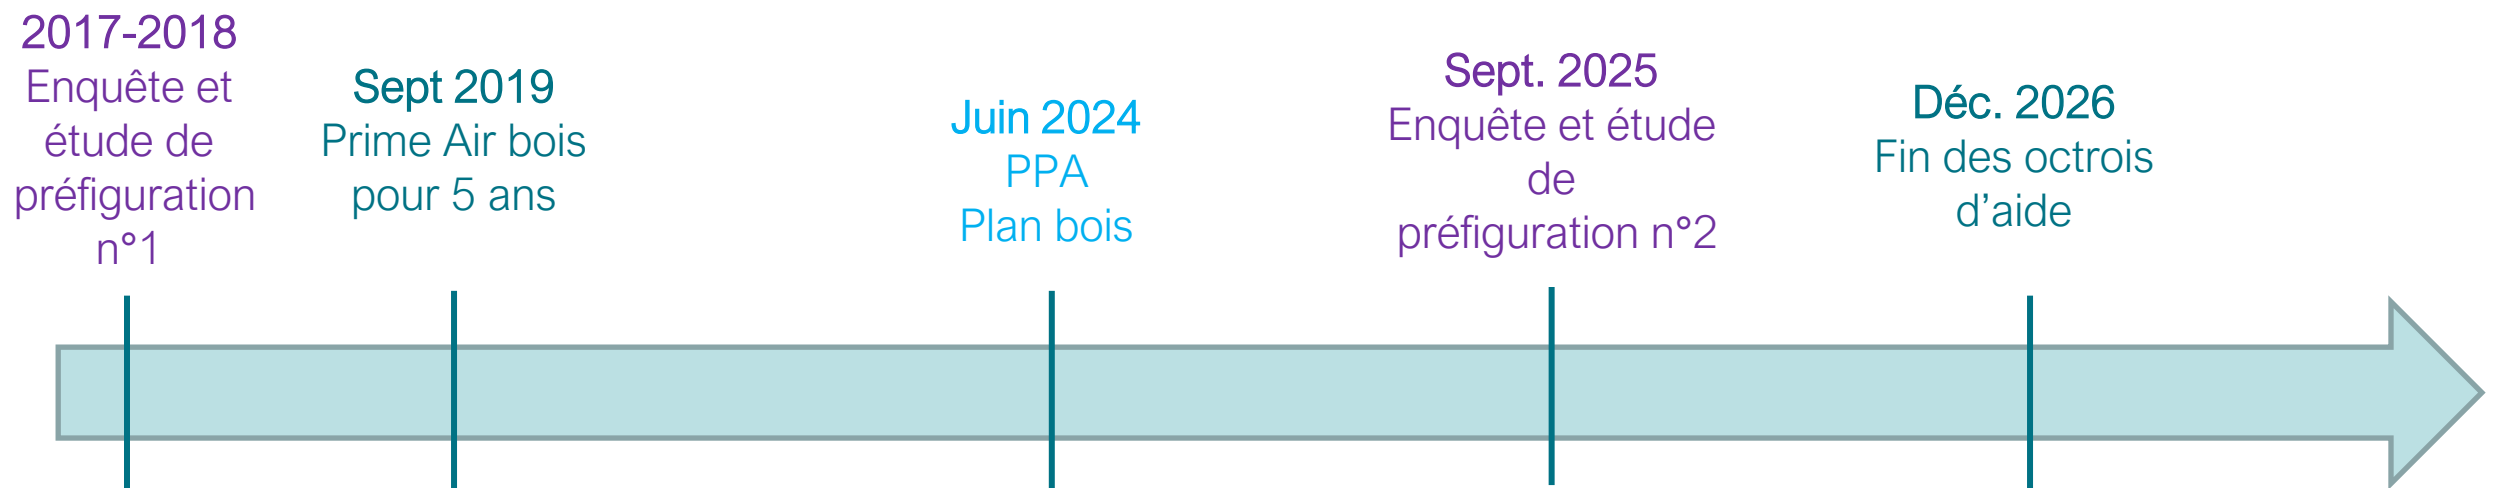 2017-2018
Enquête et
étude de
préfiguration
n°1
Sept 2019
Prime Air bois
pour 5 ans
Juin 2024
PPA
Plan bois
Sept. 2025
Enquête et étude
de
préfiguration n°2
Déc. 2026
Fin des octrois
d’aide